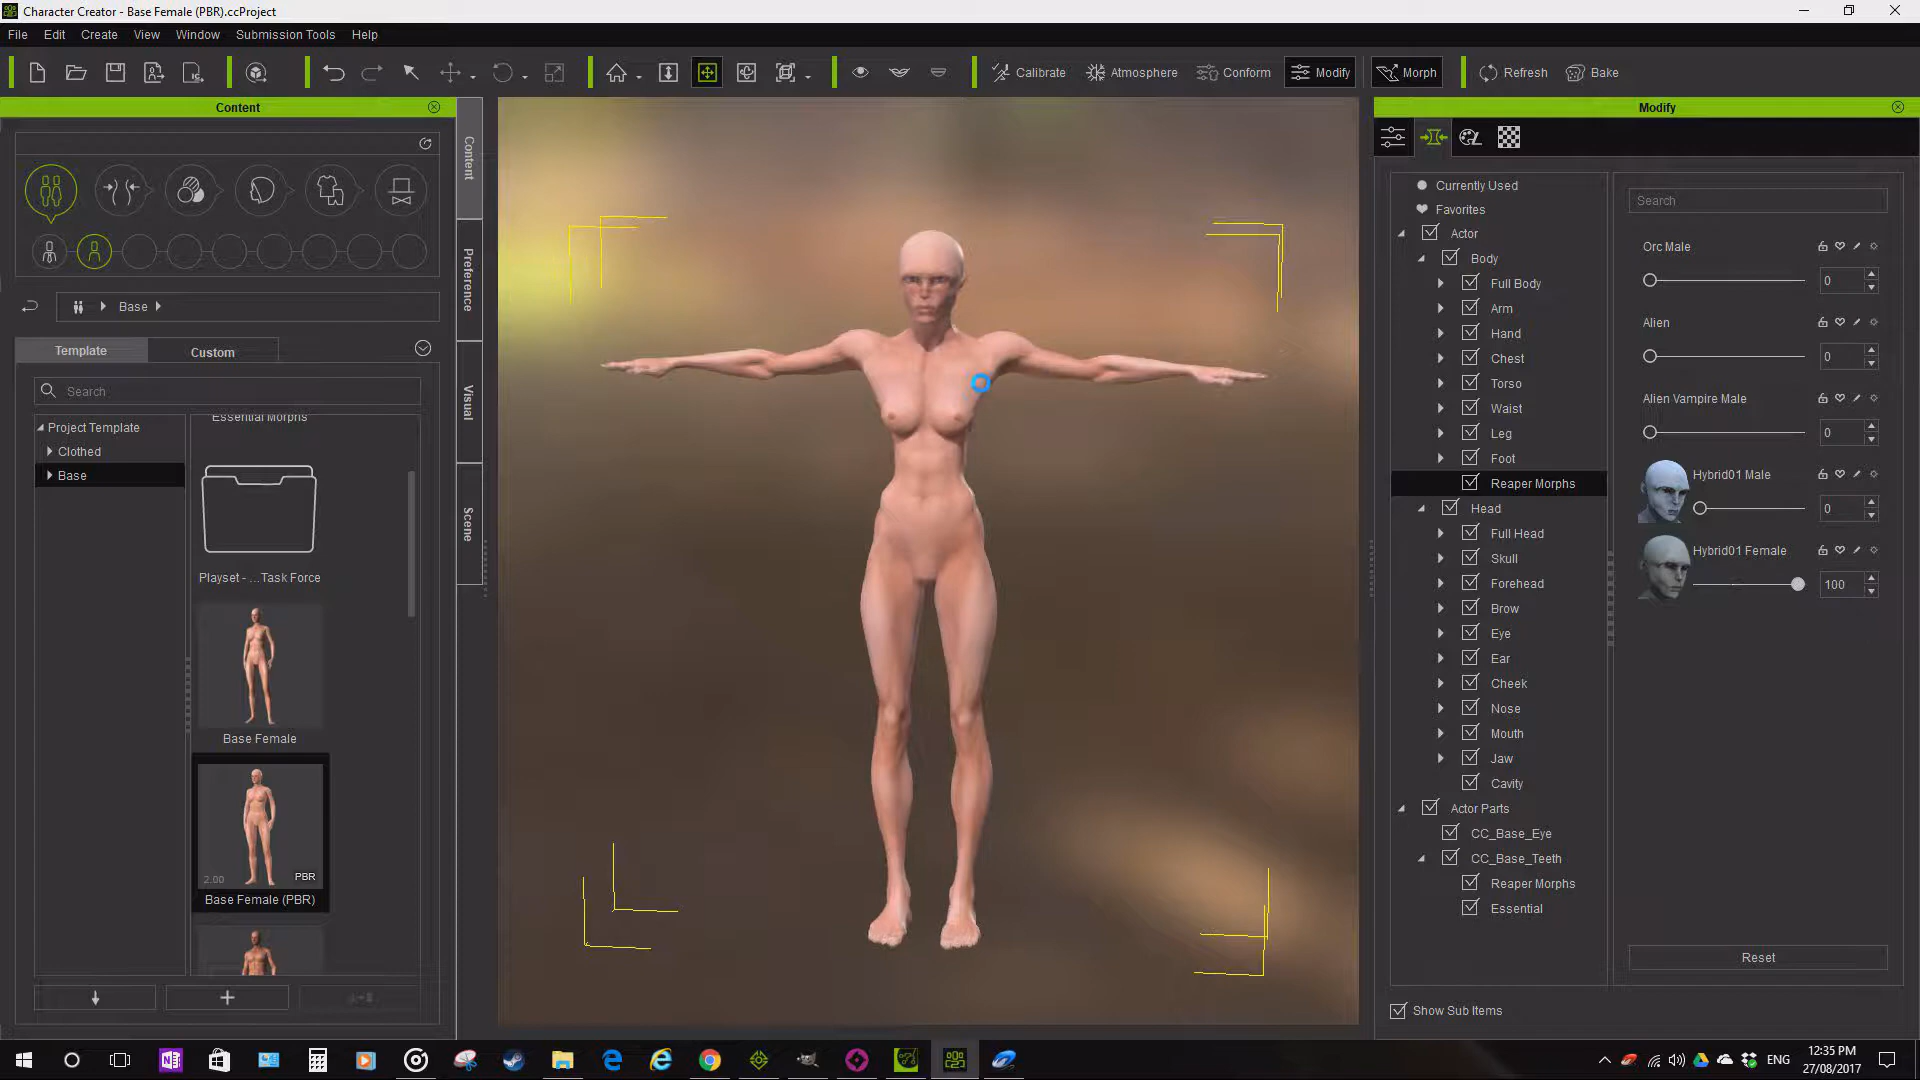 Character Creator - Base Female (PBR).ccProject
File Edit Create View Window Submission Tools Help
Calibrate Atmosphere Conform Modify Morph Refresh Bake
Content
Base
Template Custom
Search
Project Template
Clothed
Base
Essential Morphs
Playset - ...Task Force
Base Female
2.00 PBR
Base Female (PBR)
Content
Preference
Visual
Scene
Modify
Currently Used
Favorites
Actor
Body
Full Body
Arm
Hand
Chest
Torso
Waist
Leg
Foot
Reaper Morphs
Head
Full Head
Skull
Forehead
Brow
Eye
Ear
Cheek
Nose
Mouth
Jaw
Cavity
Actor Parts
CC_Base_Eye
CC_Base_Teeth
Reaper Morphs
Essential
Show Sub Items
Search
Orc Male
0
Alien
0
Alien Vampire Male
0
Hybrid01 Male
0
Hybrid01 Female
100
Reset
ENG
12:35 PM
27/08/2017